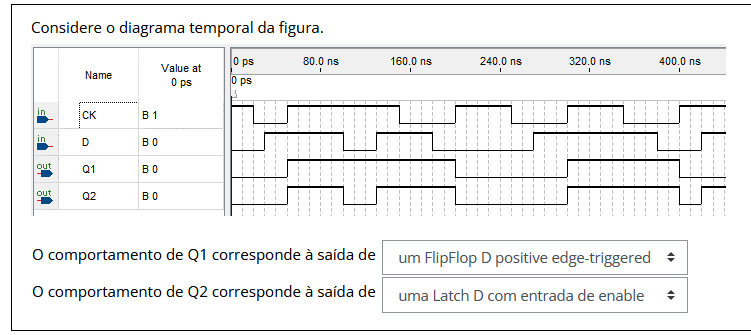 Considere o diagrama temporal da figura.
Name
Value at
0 ps
0 ps
80.0 ns
160.0 ns
240.0 ns
320.0 ns
400.0 ns
0 ps
in
CK
B 1
in
D
B 0
out
Q1
B 0
out
Q2
B 0
O comportamento de Q1 corresponde à saída de um FlipFlop D positive edge-triggered
O comportamento de Q2 corresponde à saída de uma Latch D com entrada de enable